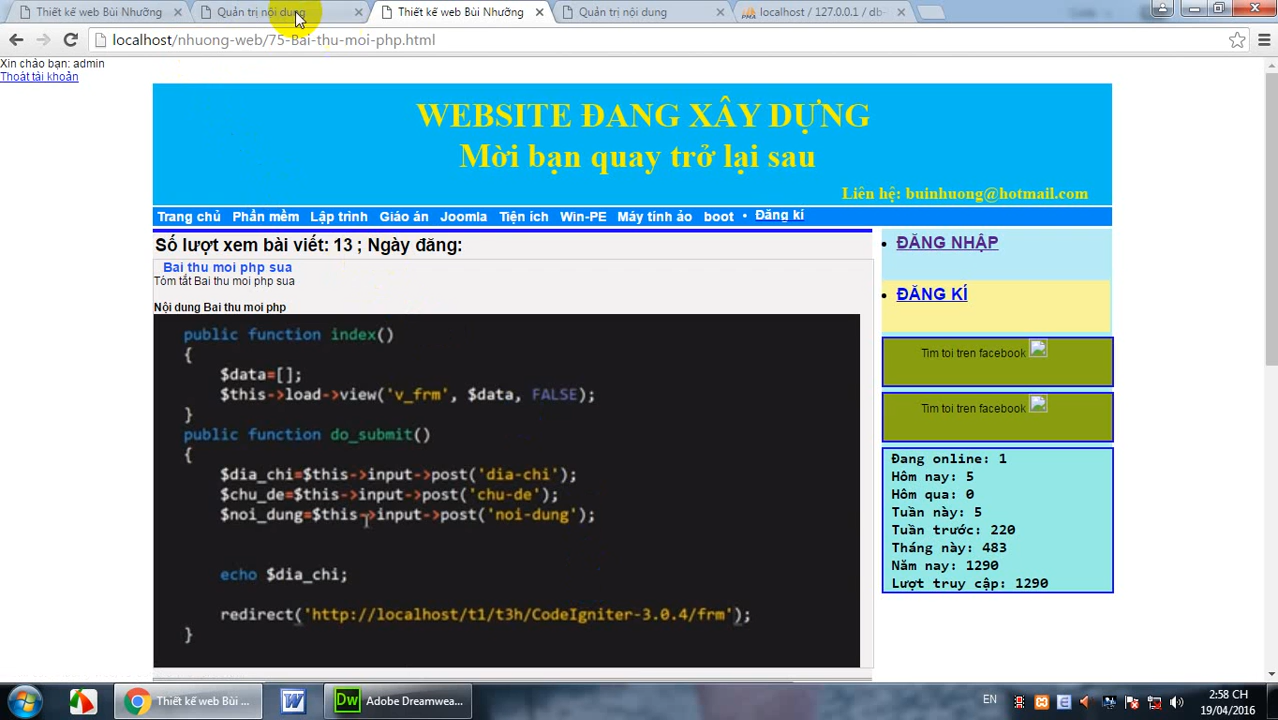 Thiết kế web Bùi Nhưỡng
Quản trị nội dung
Thiết kế web Bùi Nhưỡng
Quản trị nội dung
localhost / 127.0.0.1 / db-
localhost/nhuong-web/75-Bai-thu-moi-php.html
Xin chào bạn: admin
Thoát tài khoản
WEBSITE ĐANG XÂY DỰNG
Mời bạn quay trở lại sau
Liên hệ: buinhuong@hotmail.com
Trang chủ Phần mềm Lập trình Giáo án Joomla Tiện ích Win-PE Máy tính ảo boot • Đăng kí
Số lượt xem bài viết: 13 ; Ngày đăng:
Bai thu moi php sua
Tóm tắt Bai thu moi php sua
Nội dung Bai thu moi php
public function index()
{
$data=[];
$this->load->view('v_frm', $data, FALSE);
}
public function do_submit()
{
$dia_chi=$this->input->post('dia-chi');
$chu_de=$this->input->post('chu-de');
$noi_dung=$this->input->post('noi-dung');
echo $dia_chi;
redirect('http://localhost/t1/t3h/CodeIgniter-3.0.4/frm');
}
• ĐĂNG NHẬP
• ĐĂNG KÍ
Tim toi tren facebook
Tim toi tren facebook
Đang online: 1
Hôm nay: 5
Hôm qua: 0
Tuần này: 5
Tuần trước: 220
Tháng này: 483
Năm nay: 1290
Lượt truy cập: 1290
Thiết kế web Bùi ...
Adobe Dreamwea...
EN
2:58 CH
19/04/2016